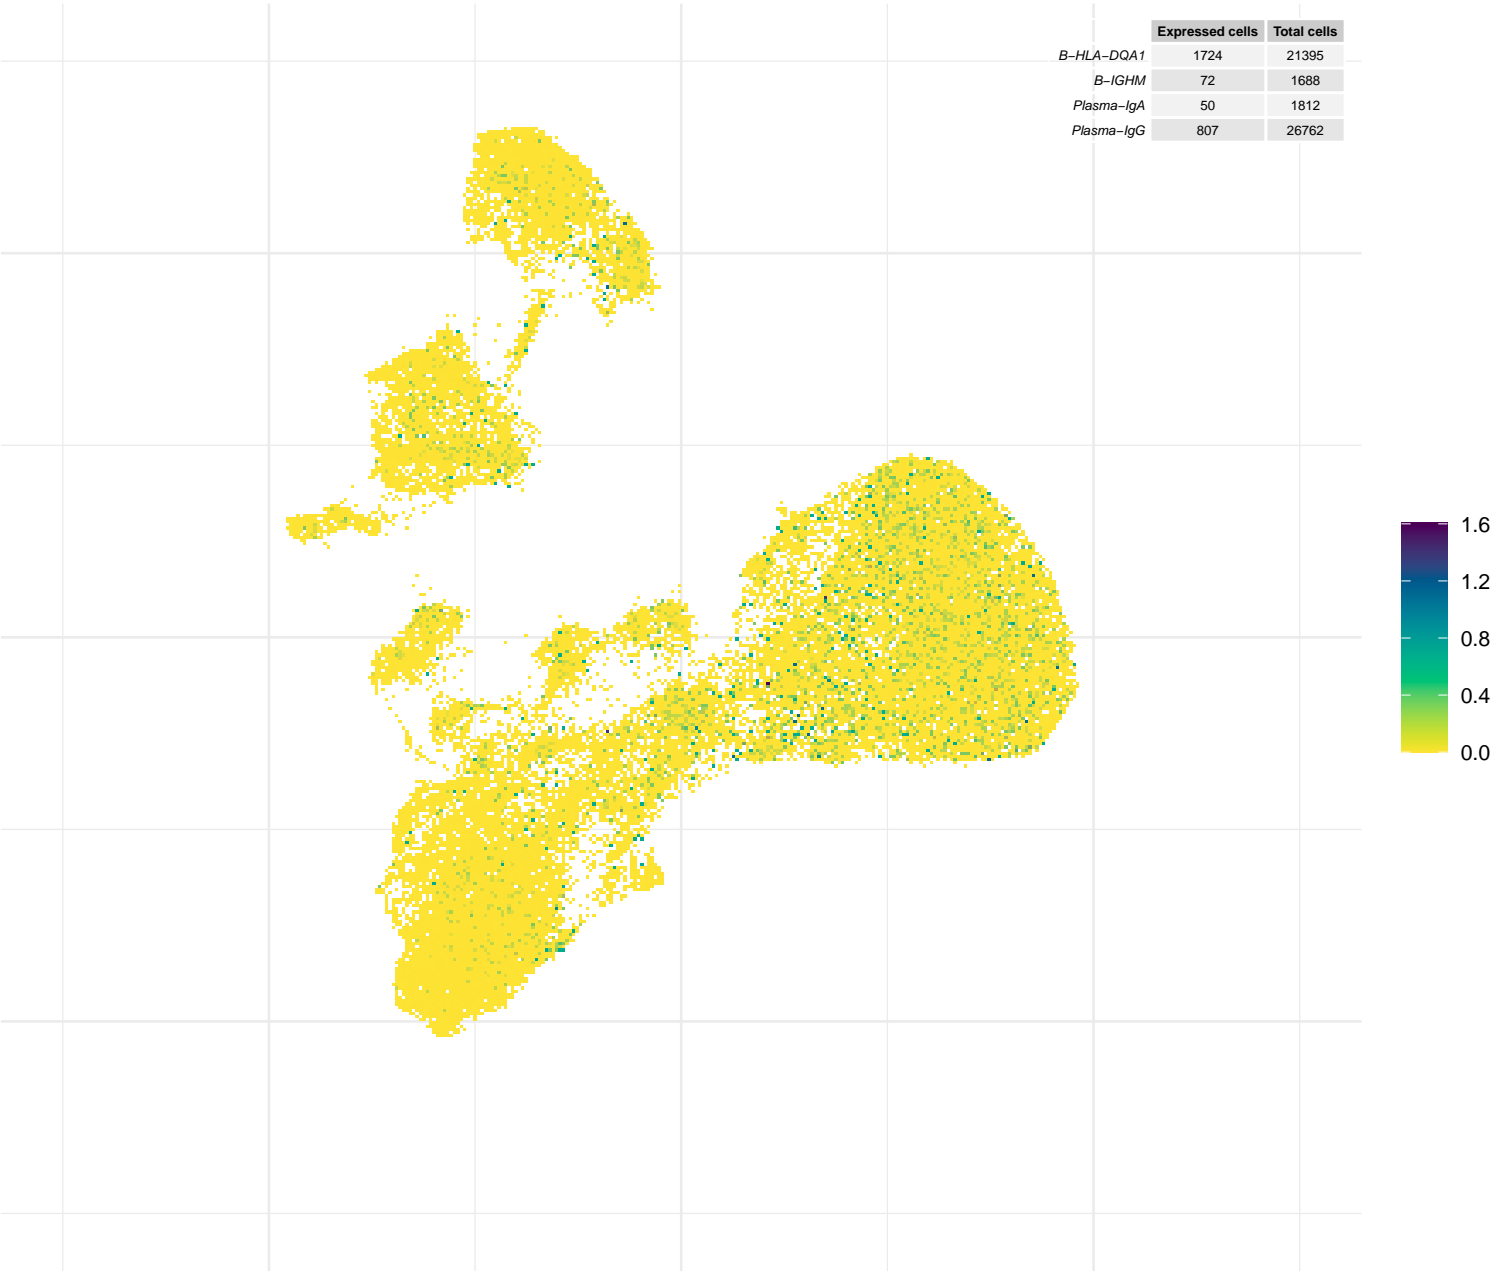 Expressed cells Total cells
B−HLA−DQA1 1724 21395
B−IGHM 72 1688
Plasma−IgA 50 1812
Plasma−IgG 807 26762
1.6
1.2
0.8
0.4
0.0